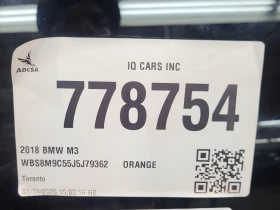 ADESA
IQ CARS INC
778754
2018 BMW M3
WBS8M9C55J5J79362 ORANGE
Toronto